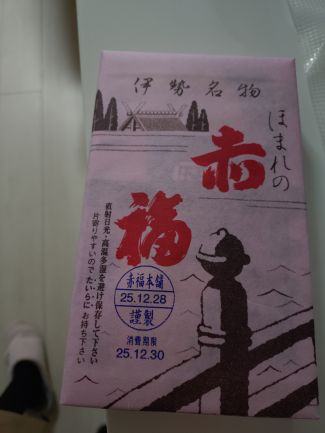 伊勢名物
ほまれの
赤
福
直射日光・高温多湿を避け保存して下さい
片寄りやすいのでたいらにお持ち下さい
赤福本舗
25.12.28
謹製
消費期限
25.12.30